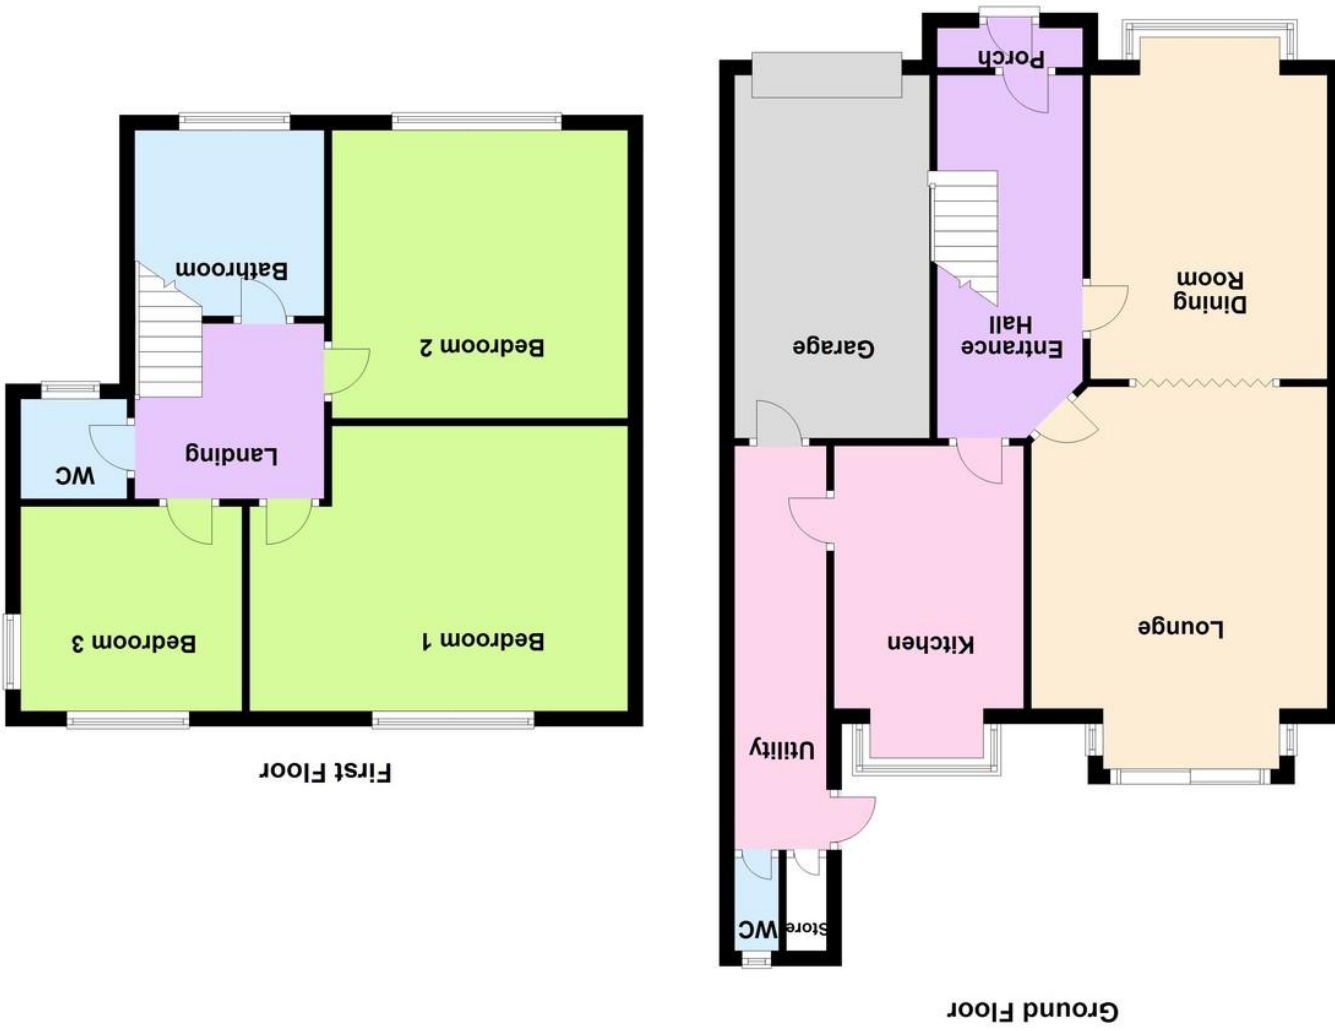 Ground Floor
Store
WC
Utility
Kitchen
Lounge
Garage
Entrance
Hall
Dining
Room
Porch
First Floor
Bedroom 1
Bedroom 3
WC
Landing
Bedroom 2
Bathroom